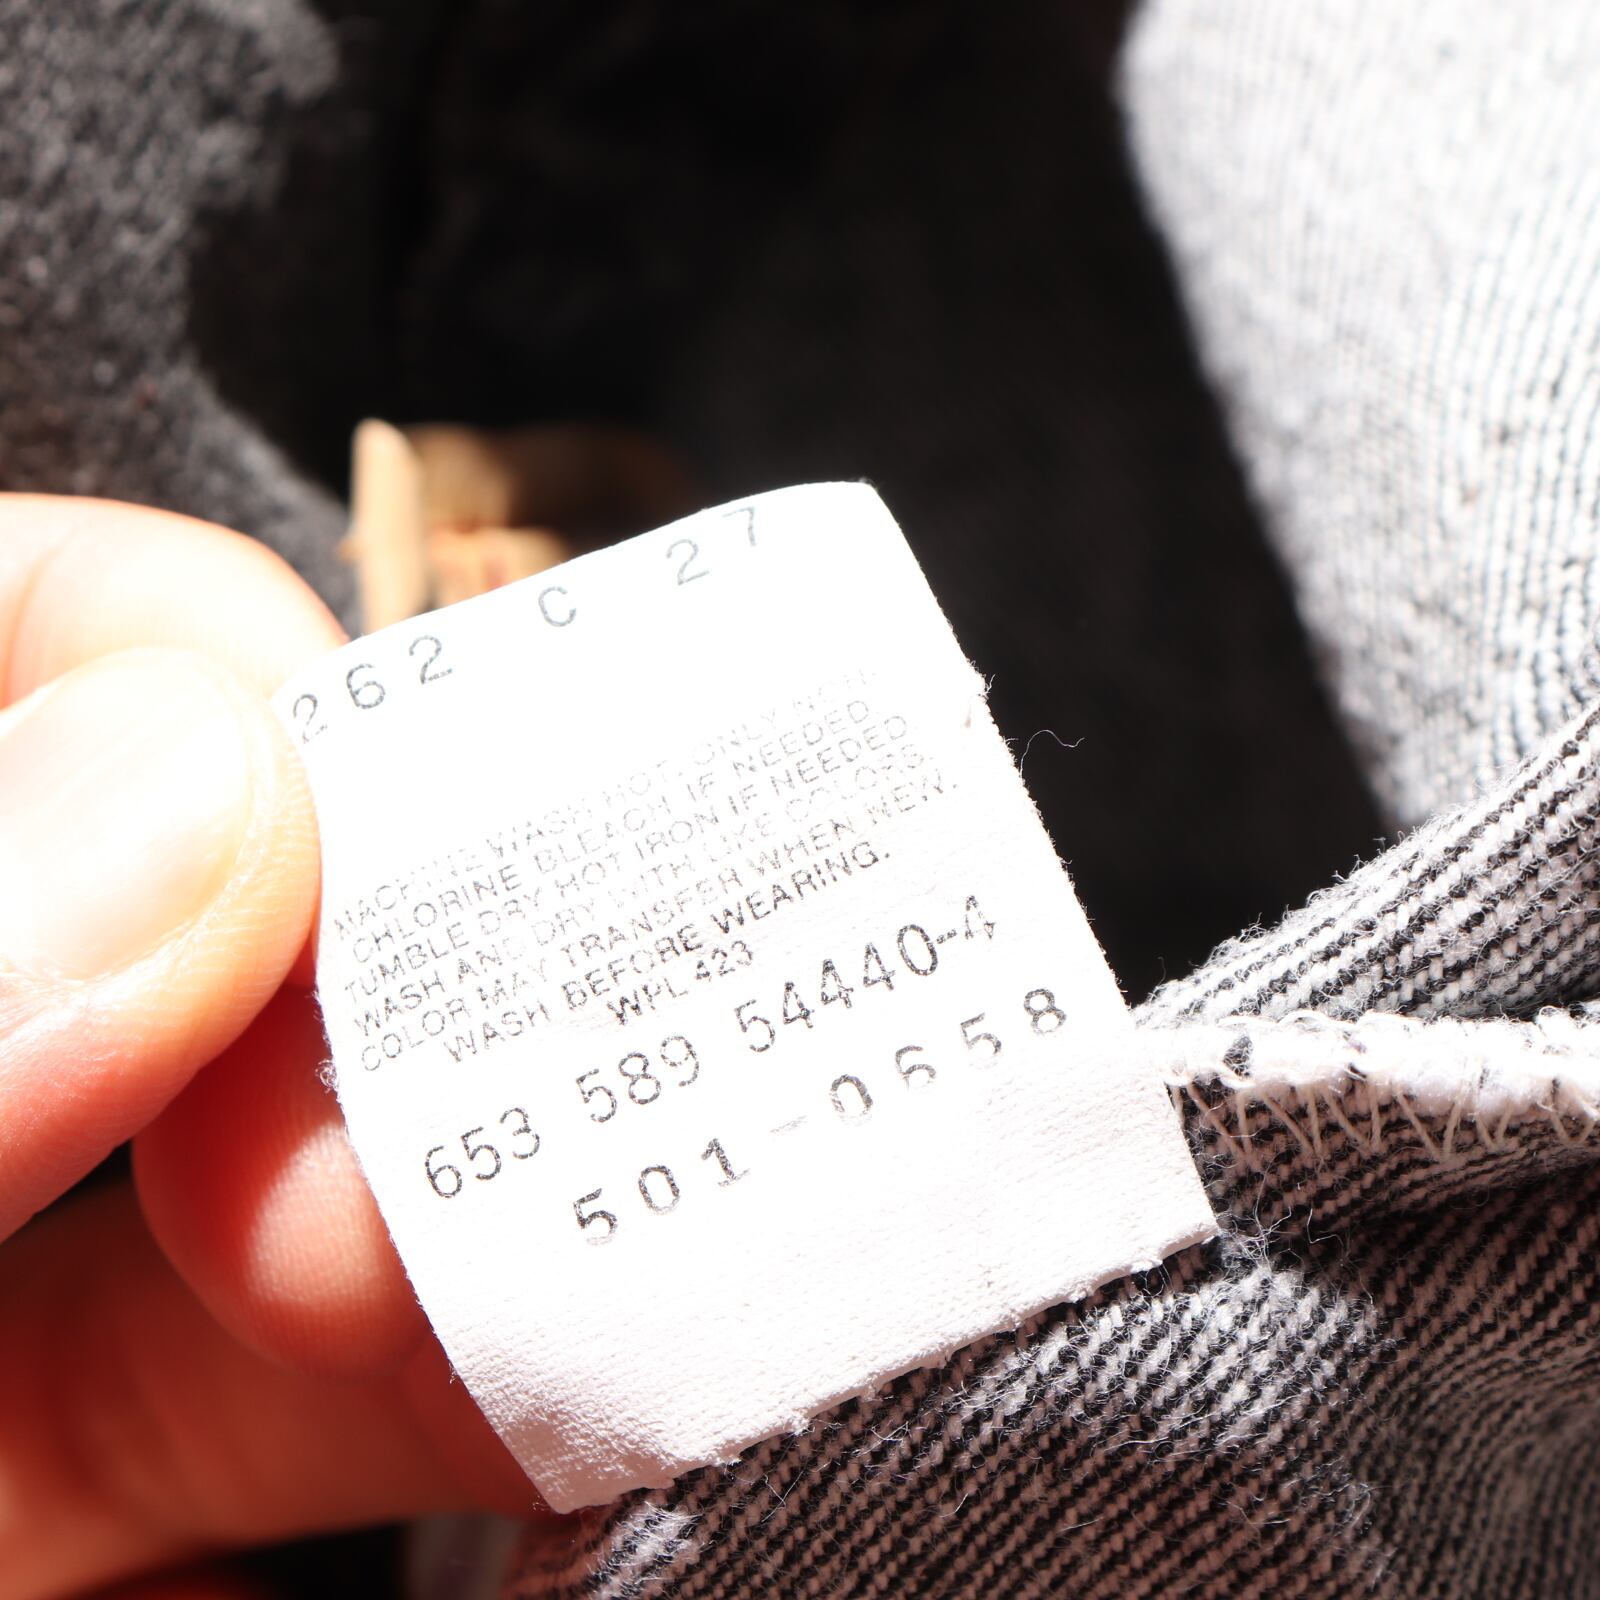 262 C 27
MACHINE WASH HOT. ONLY NON-
CHLORINE BLEACH IF NEEDED.
TUMBLE DRY HOT IRON IF NEEDED
WASH AND DRY WITH LIKE COLORS
COLOR MAY TRANSFER WHEN NEW.
WASH BEFORE WEARING.
WPL 423
653 589 54440-4
501-0658